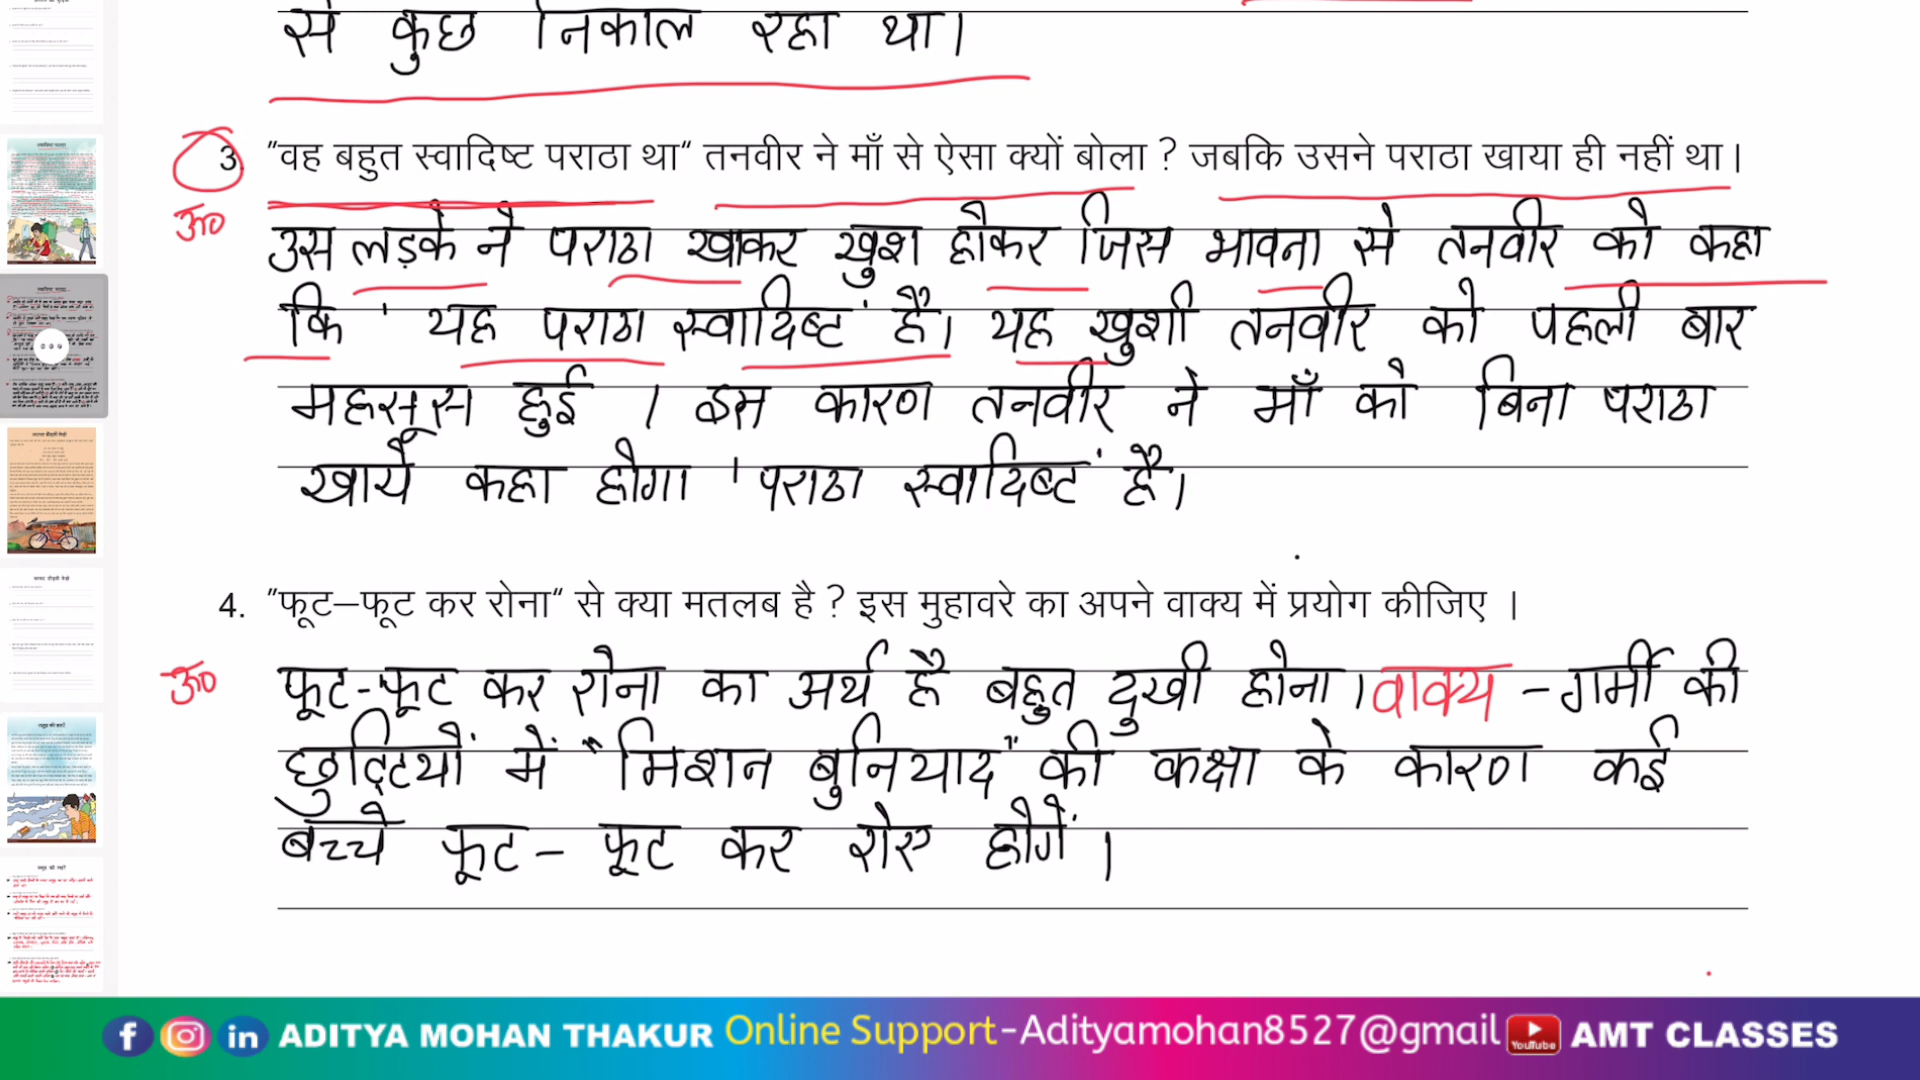 से कुछ निकाल रहा था।
3. "वह बहुत स्वादिष्ट पराठा था" तनवीर ने माँ से ऐसा क्यों बोला ? जबकि उसने पराठा खाया ही नहीं था।
उ०
उस लड़के ने पराठा खाकर खुश होकर जिस भावना से तनवीर को कहा
कि ' यह पराठा स्वादिष्ट' है। यह खुशी तनवीर को पहली बार
महसूस हुई । इस कारण तनवीर ने माँ को बिना पराठा
खाये कहा होगा 'पराठा स्वादिष्ट' है।
4. "फूट–फूट कर रोना" से क्या मतलब है ? इस मुहावरे का अपने वाक्य में प्रयोग कीजिए ।
उ०
फूट-फूट कर रोना का अर्थ है बहुत दुखी होना। वाक्य - गर्मी की
छुट्टियों में "मिशन बुनियाद" की कक्षा के कारण कई
बच्चे फूट - फूट कर रोए होगें ।
ADITYA MOHAN THAKUR Online Support-Adityamohan8527@gmail YouTube AMT CLASSES